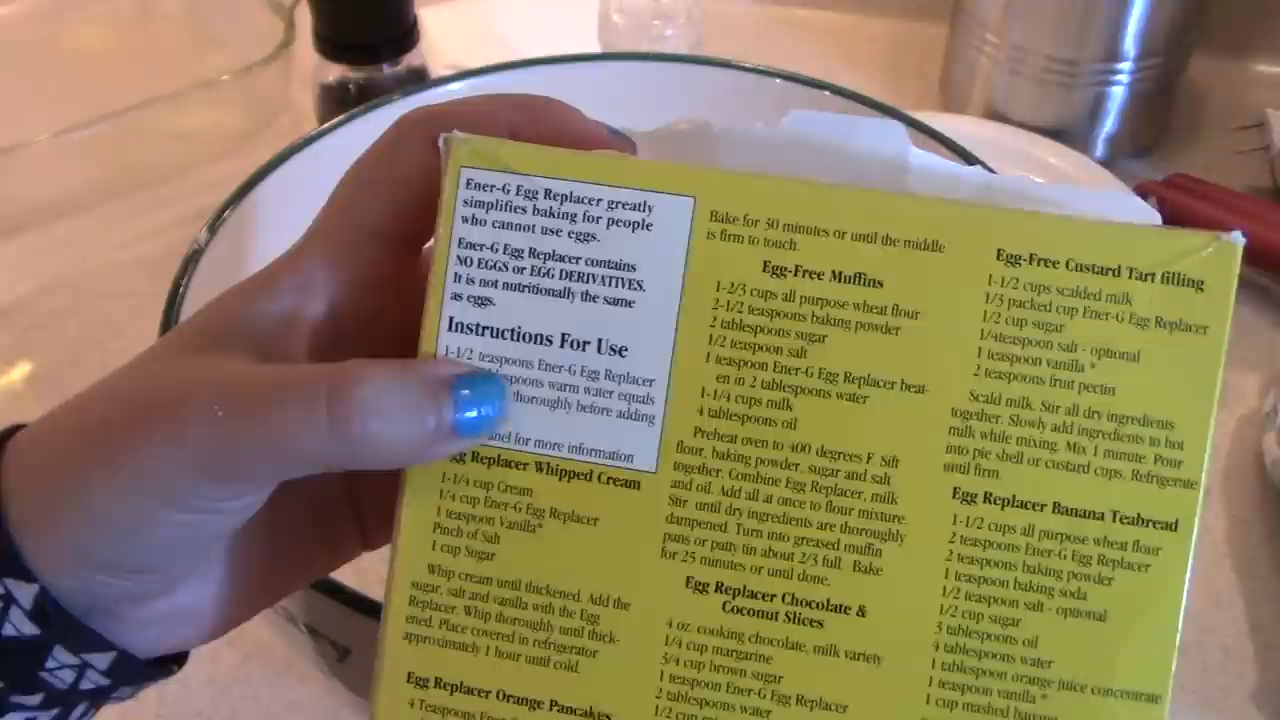 Ener-G Egg Replacer greatly
simplifies baking for people
who cannot use eggs.
Ener-G Egg Replacer contains
NO EGGS or EGG DERIVATIVES.
It is not nutritionally the same
as eggs.
Instructions For Use
1-1/2 teaspoons Ener-G Egg Replacer
warm water equals
thoroughly before adding
for more information
Egg Replacer Whipped Cream
1-1/4 cup Cream
1/4 cup Ener-G Egg Replacer
1 teaspoon Vanilla*
Pinch of Salt
1 cup Sugar
Whip cream until thickened. Add the
sugar, salt and vanilla with the Egg
Replacer. Whip thoroughly until thick-
ened. Place covered in refrigerator
approximately 1 hour until cold.
Egg Replacer Orange Pancakes
4 Teaspoons
Bake for 30 minutes or until the middle
is firm to touch.
Egg-Free Muffins
1-2/3 cups all purpose wheat flour
2-1/2 teaspoons baking powder
2 tablespoons sugar
1/2 teaspoon salt
1 teaspoon Ener-G Egg Replacer beat-
en in 2 tablespoons water
1-1/4 cups milk
4 tablespoons oil
Preheat oven to 400 degrees F. Sift
flour, baking powder, sugar and salt
together. Combine Egg Replacer, milk
and oil. Add all at once to flour mixture.
Stir until dry ingredients are thoroughly
dampened. Turn into greased muffin
pans or patty tin about 2/3 full. Bake
for 25 minutes or until done.
Egg Replacer Chocolate &
Coconut Slices
4 oz. cooking chocolate, milk variety
1/4 cup margarine
3/4 cup brown sugar
1 teaspoon Ener-G Egg Replacer
2 tablespoons water
1/2 cup
Egg-Free Custard Tart filling
1-1/2 cups scalded milk
1/3 packed cup Ener-G Egg Replacer
1/2 cup sugar
1/4teaspoon salt - optional
1 teaspoon vanilla *
2 teaspoons fruit pectin
Scald milk. Stir all dry ingredients
together. Slowly add ingredients to hot
milk while mixing. Mix 1 minute. Pour
into pie shell or custard cups. Refrigerate
until firm.
Egg Replacer Banana Teabread
1-1/2 cups all purpose wheat flour
2 teaspoons Ener-G Egg Replacer
2 teaspoons baking powder
1 teaspoon baking soda
1/2 teaspoon salt - optional
1/2 cup sugar
3 tablespoons oil
4 tablespoons water
1 tablespoon orange juice concentrate
1 teaspoon vanilla *
1 cup mashed